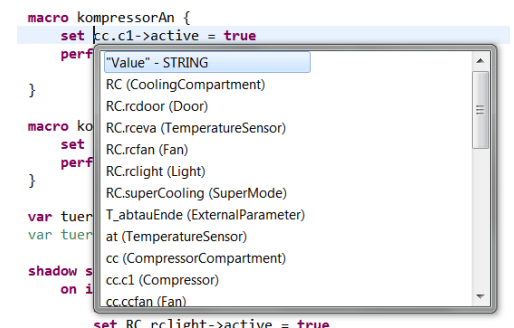 macro kompressorAn {
set cc.c1->active = true
perf
"Value" - STRING
RC (CoolingCompartment)
RC.rcdoor (Door)
RC.rceva (TemperatureSensor)
RC.rcfan (Fan)
RC.rclight (Light)
RC.superCooling (SuperMode)
T_abtauEnde (ExternalParameter)
at (TemperatureSensor)
cc (CompressorCompartment)
cc.c1 (Compressor)
cc.ccfan (Fan)
}
macro ko
set
perf
}
var tuer
var tuer
shadow s
on i
set RC.rclight->active = true